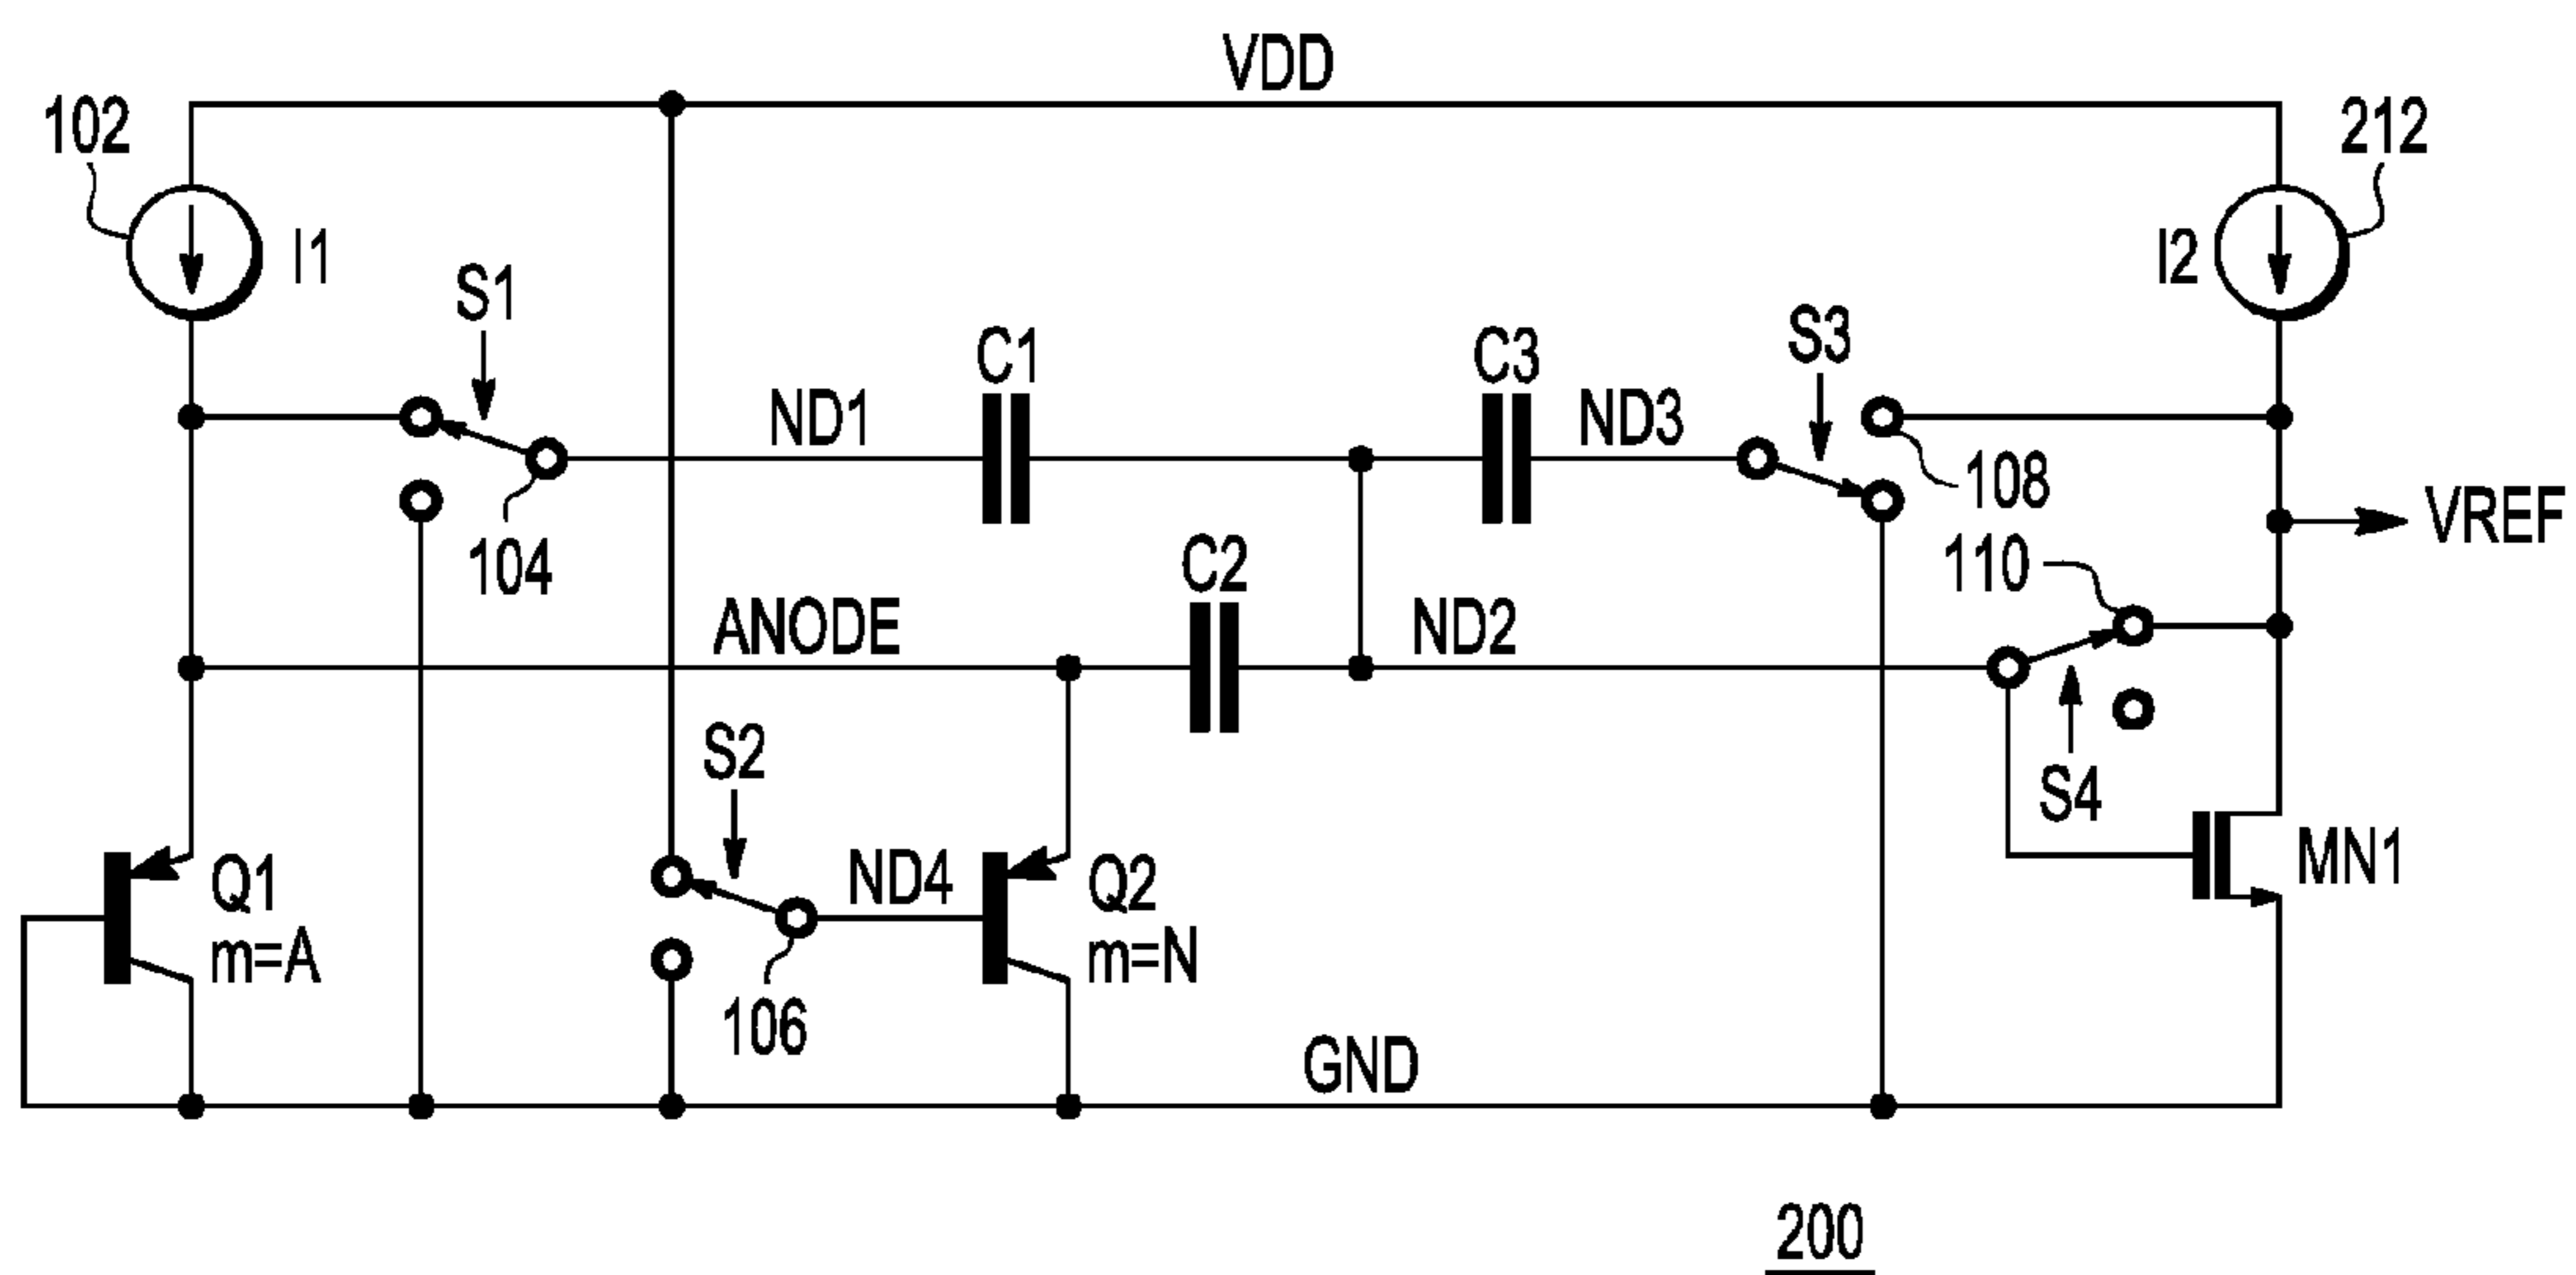 VDD
102
212
I1
I2
S1
S3
C1
C3
ND1
ND3
108
VREF
104
110
C2
ANODE
ND2
S2
S4
ND4
Q1
m=A
Q2
m=N
MN1
106
GND
200